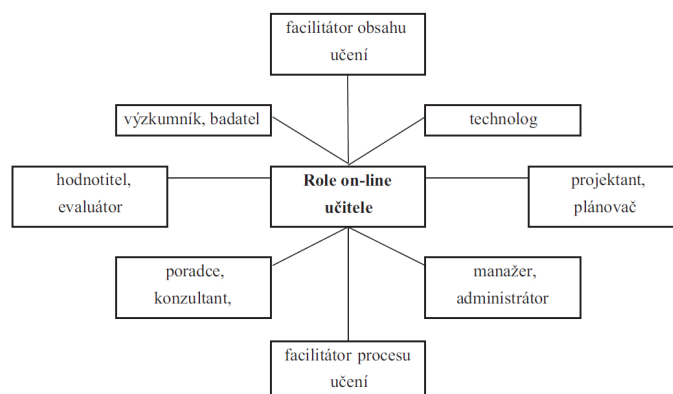 facilitátor obsahu
učení
výzkumník, badatel
technolog
hodnotitel,
evaluátor
Role on-line
učitele
projektant,
plánovač
poradce,
konzultant,
manažer,
administrátor
facilitátor procesu
učení